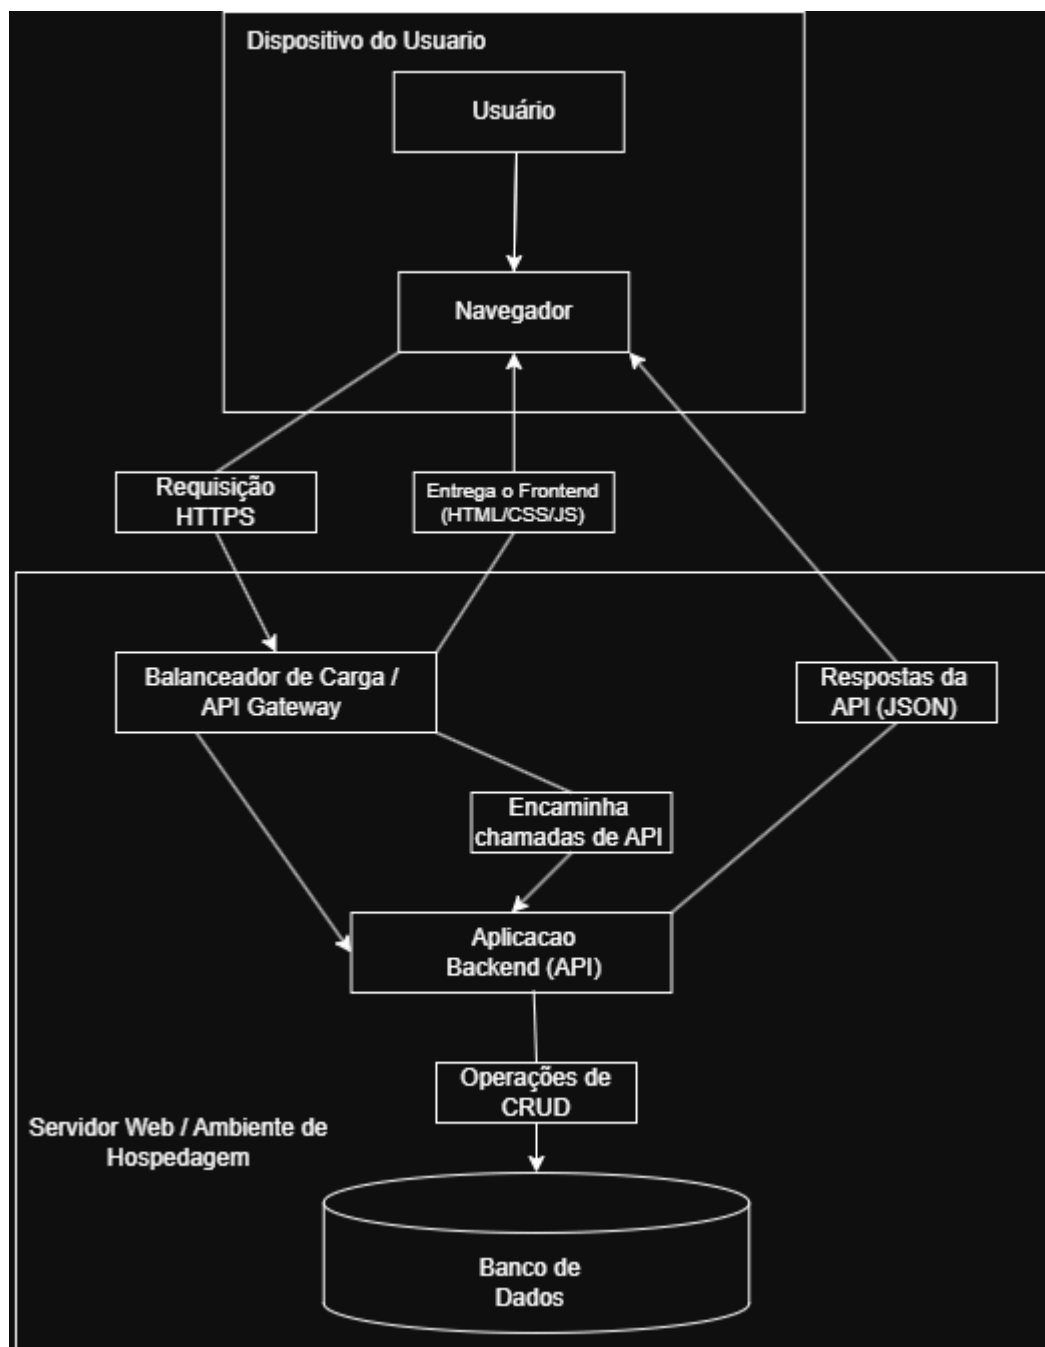 Dispositivo do Usuario
Usuário
Navegador
Requisição
HTTPS
Entrega o Frontend
(HTML/CSS/JS)
Balanceador de Carga /
API Gateway
Respostas da
API (JSON)
Encaminha
chamadas de API
Aplicacao
Backend (API)
Operações de
CRUD
Servidor Web / Ambiente de
Hospedagem
Banco de
Dados